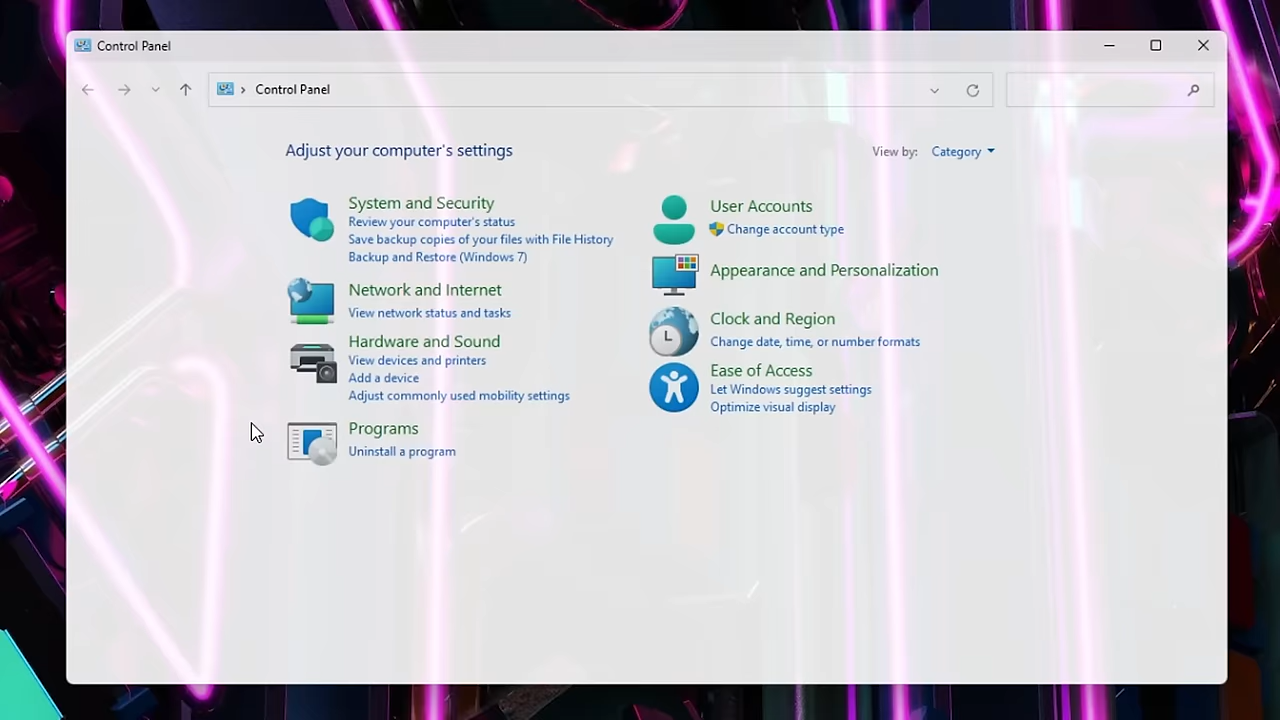 Control Panel
Control Panel
Adjust your computer's settings
View by: Category
System and Security
Review your computer's status
Save backup copies of your files with File History
Backup and Restore (Windows 7)
Network and Internet
View network status and tasks
Hardware and Sound
View devices and printers
Add a device
Adjust commonly used mobility settings
Programs
Uninstall a program
User Accounts
Change account type
Appearance and Personalization
Clock and Region
Change date, time, or number formats
Ease of Access
Let Windows suggest settings
Optimize visual display